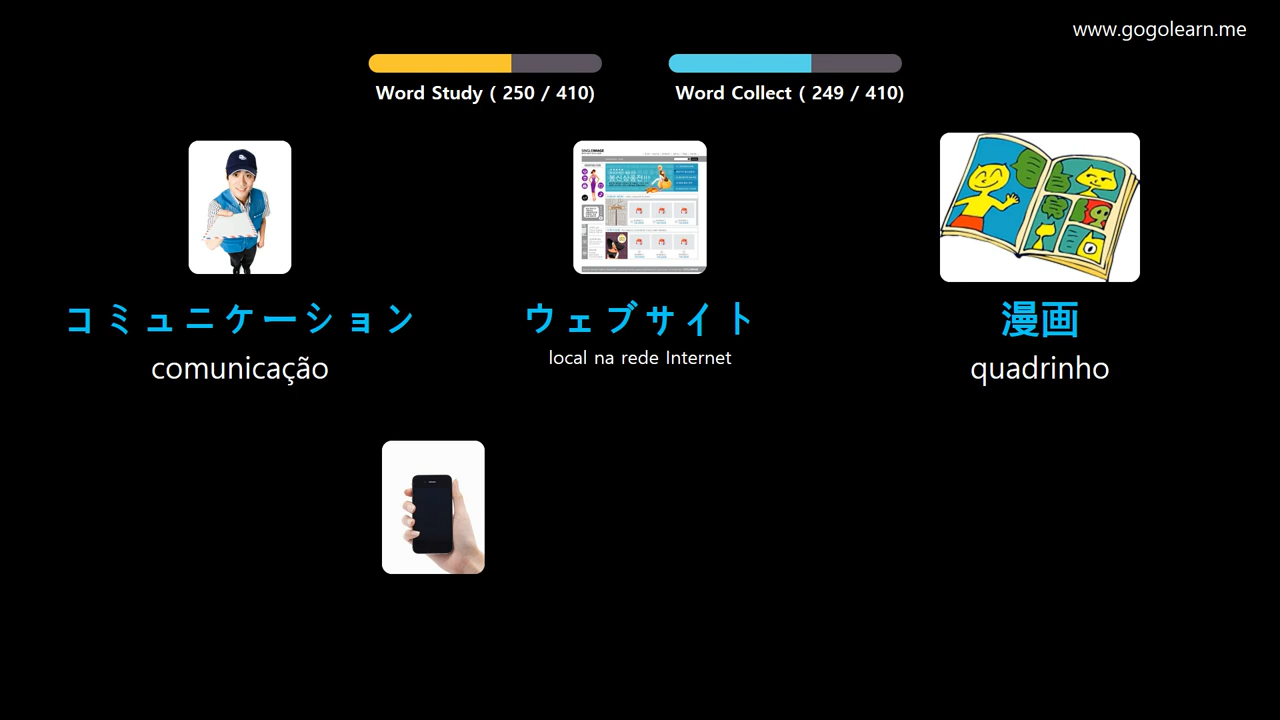 www.gogolearn.me
Word Study ( 250 / 410)
Word Collect ( 249 / 410)
コミュニケーション
ウェブサイト
漫画
comunicação
local na rede Internet
quadrinho